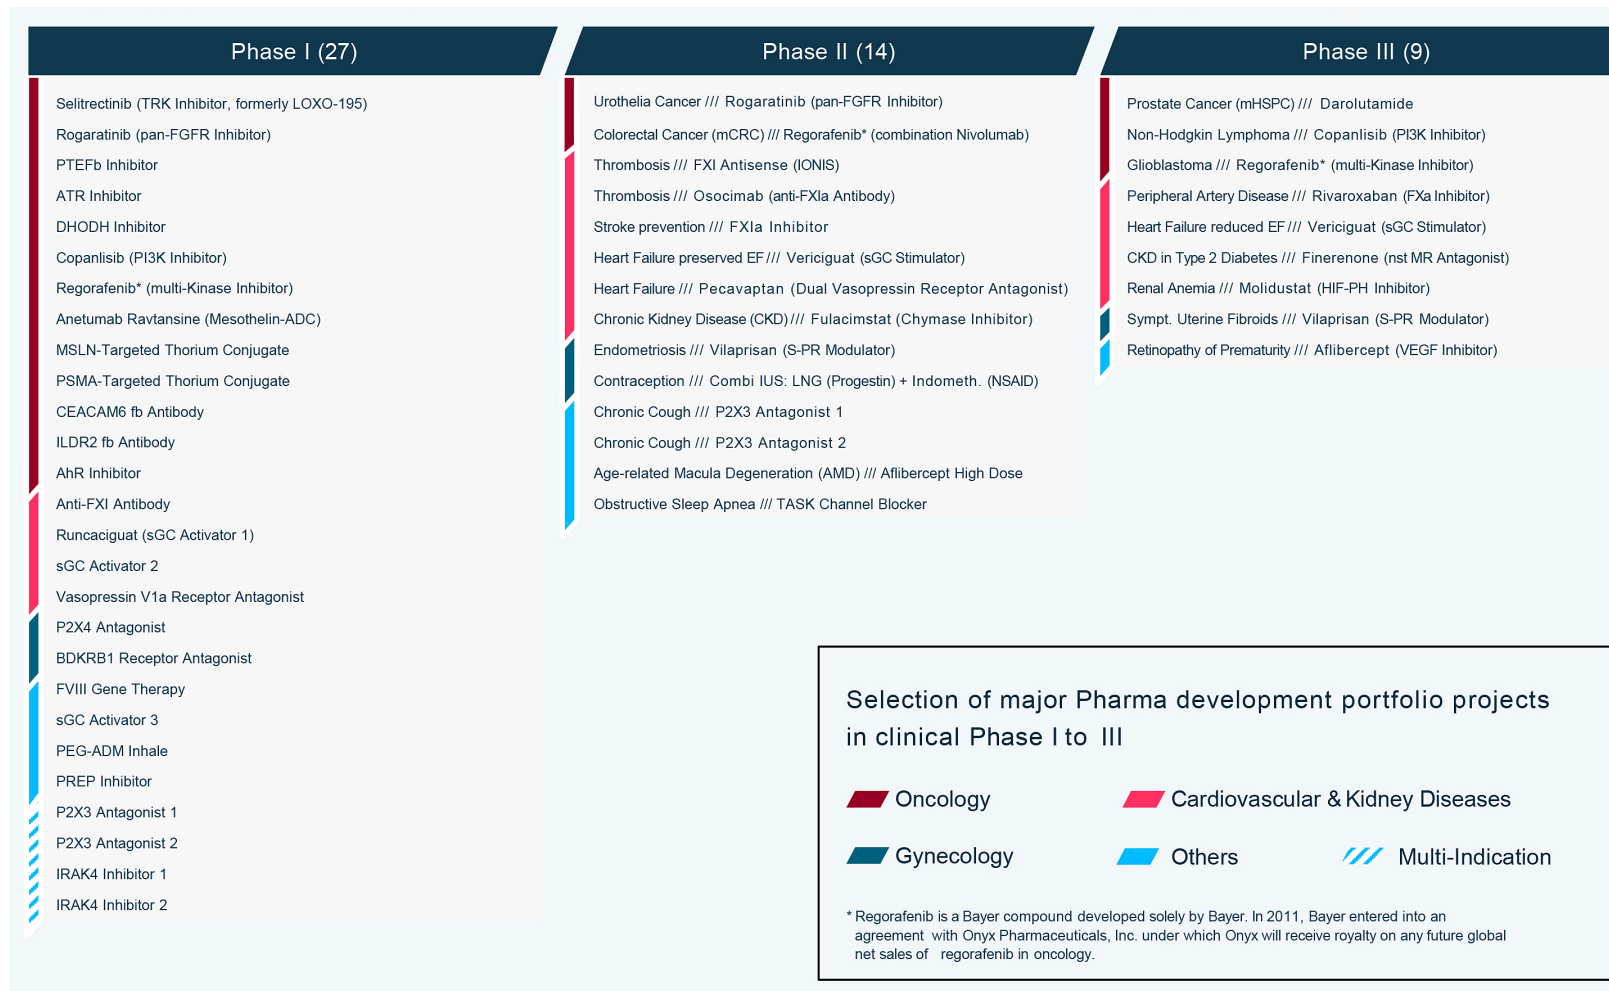 Phase I (27)
Selitrectinib (TRK Inhibitor, formerly LOXO-195)
Rogaratinib (pan-FGFR Inhibitor)
PTEFb Inhibitor
ATR Inhibitor
DHODH Inhibitor
Copanlisib (PI3K Inhibitor)
Regorafenib* (multi-Kinase Inhibitor)
Anetumab Ravtansine (Mesothelin-ADC)
MSLN-Targeted Thorium Conjugate
PSMA-Targeted Thorium Conjugate
CEACAM6 fb Antibody
ILDR2 fb Antibody
AhR Inhibitor
Anti-FXI Antibody
Runcaciguat (sGC Activator 1)
sGC Activator 2
Vasopressin V1a Receptor Antagonist
P2X4 Antagonist
BDKRB1 Receptor Antagonist
FVIII Gene Therapy
sGC Activator 3
PEG-ADM Inhale
PREP Inhibitor
P2X3 Antagonist 1
P2X3 Antagonist 2
IRAK4 Inhibitor 1
IRAK4 Inhibitor 2
Phase II (14)
Urothelia Cancer /// Rogaratinib (pan-FGFR Inhibitor)
Colorectal Cancer (mCRC) /// Regorafenib* (combination Nivolumab)
Thrombosis /// FXI Antisense (IONIS)
Thrombosis /// Osocimab (anti-FXIa Antibody)
Stroke prevention /// FXIa Inhibitor
Heart Failure preserved EF /// Vericiguat (sGC Stimulator)
Heart Failure /// Pecavaptan (Dual Vasopressin Receptor Antagonist)
Chronic Kidney Disease (CKD) /// Fulacimstat (Chymase Inhibitor)
Endometriosis /// Vilaprisan (S-PR Modulator)
Contraception /// Combi IUS: LNG (Progestin) + Indometh. (NSAID)
Chronic Cough /// P2X3 Antagonist 1
Chronic Cough /// P2X3 Antagonist 2
Age-related Macula Degeneration (AMD) /// Aflibercept High Dose
Obstructive Sleep Apnea /// TASK Channel Blocker
Phase III (9)
Prostate Cancer (mHSPC) /// Darolutamide
Non-Hodgkin Lymphoma /// Copanlisib (PI3K Inhibitor)
Glioblastoma /// Regorafenib* (multi-Kinase Inhibitor)
Peripheral Artery Disease /// Rivaroxaban (FXa Inhibitor)
Heart Failure reduced EF /// Vericiguat (sGC Stimulator)
CKD in Type 2 Diabetes /// Finerenone (nst MR Antagonist)
Renal Anemia /// Molidustat (HIF-PH Inhibitor)
Sympt. Uterine Fibroids /// Vilaprisan (S-PR Modulator)
Retinopathy of Prematurity /// Aflibercept (VEGF Inhibitor)
Selection of major Pharma development portfolio projects
in clinical Phase I to III
Oncology
Cardiovascular & Kidney Diseases
Gynecology
Others
Multi-Indication
* Regorafenib is a Bayer compound developed solely by Bayer. In 2011, Bayer entered into an
agreement with Onyx Pharmaceuticals, Inc. under which Onyx will receive royalty on any future global
net sales of regorafenib in oncology.